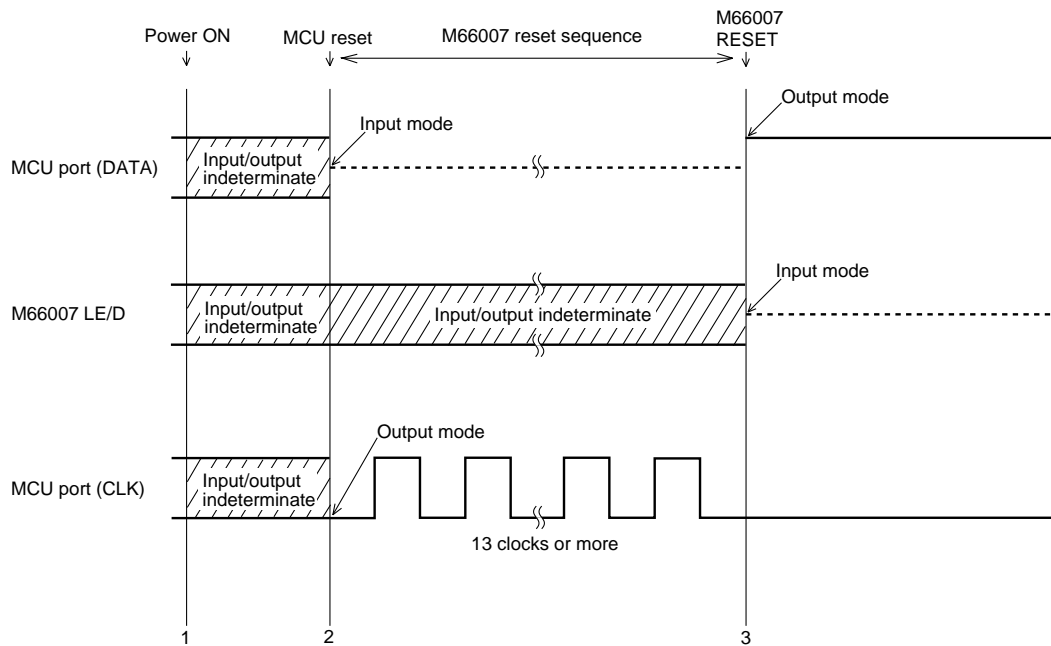 Power ON
MCU reset
M66007 reset sequence
M66007
RESET
Output mode
Input mode
MCU port (DATA)
Input/output
indeterminate
Input mode
M66007 LE/D
Input/output
indeterminate
Input/output indeterminate
Output mode
MCU port (CLK)
Input/output
indeterminate
13 clocks or more
1
2
3